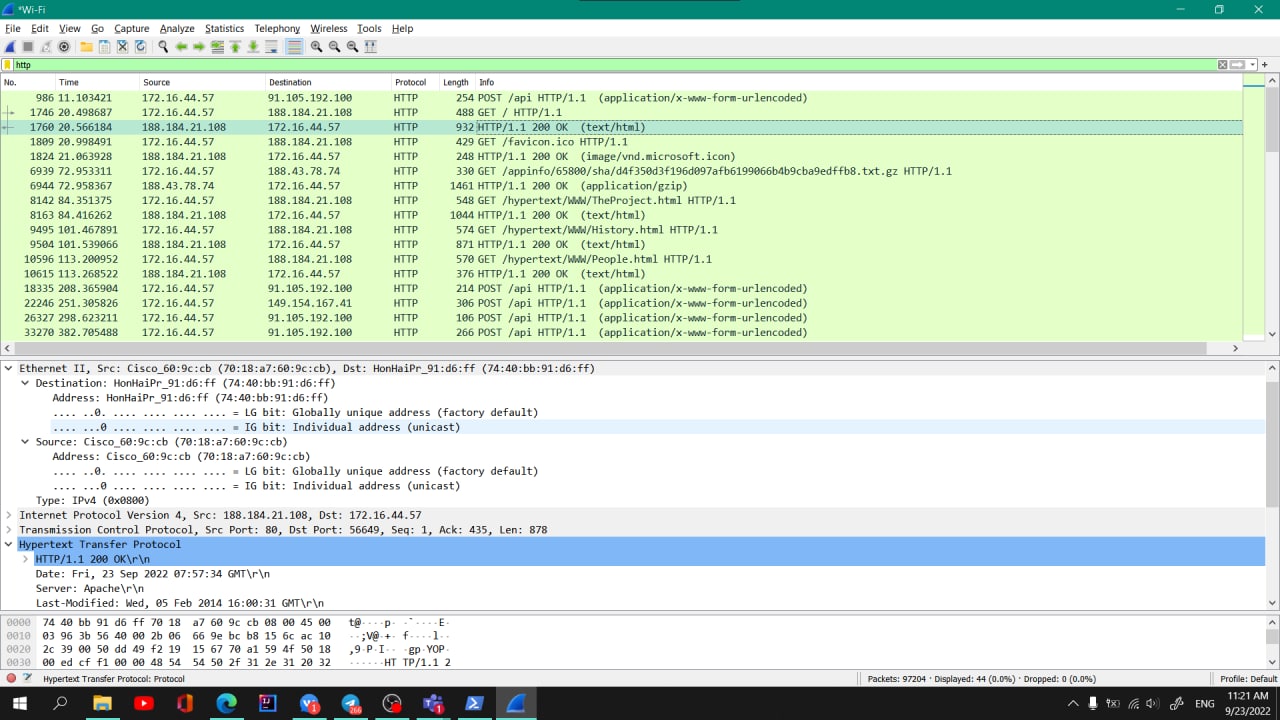 *Wi-Fi
File Edit View Go Capture Analyze Statistics Telephony Wireless Tools Help
http
No. Time Source Destination Protocol Length Info
986 11.103421 172.16.44.57 91.105.192.100 HTTP 254 POST /api HTTP/1.1 (application/x-www-form-urlencoded)
1746 20.498687 172.16.44.57 188.184.21.108 HTTP 488 GET / HTTP/1.1
1760 20.566184 188.184.21.108 172.16.44.57 HTTP 932 HTTP/1.1 200 OK (text/html)
1809 20.998491 172.16.44.57 188.184.21.108 HTTP 429 GET /favicon.ico HTTP/1.1
1824 21.063928 188.184.21.108 172.16.44.57 HTTP 248 HTTP/1.1 200 OK (image/vnd.microsoft.icon)
6939 72.953311 172.16.44.57 188.43.78.74 HTTP 330 GET /appinfo/65800/sha/d4f350d3f196d097afb6199066b4b9cba9edffb8.txt.gz HTTP/1.1
6944 72.958367 188.43.78.74 172.16.44.57 HTTP 1461 HTTP/1.1 200 OK (application/gzip)
8142 84.351375 172.16.44.57 188.184.21.108 HTTP 548 GET /hypertext/WWW/TheProject.html HTTP/1.1
8163 84.416262 188.184.21.108 172.16.44.57 HTTP 1044 HTTP/1.1 200 OK (text/html)
9495 101.467891 172.16.44.57 188.184.21.108 HTTP 574 GET /hypertext/WWW/History.html HTTP/1.1
9504 101.539066 188.184.21.108 172.16.44.57 HTTP 871 HTTP/1.1 200 OK (text/html)
10596 113.200952 172.16.44.57 188.184.21.108 HTTP 570 GET /hypertext/WWW/People.html HTTP/1.1
10615 113.268522 188.184.21.108 172.16.44.57 HTTP 376 HTTP/1.1 200 OK (text/html)
18335 208.365904 172.16.44.57 91.105.192.100 HTTP 214 POST /api HTTP/1.1 (application/x-www-form-urlencoded)
22246 251.305826 172.16.44.57 149.154.167.41 HTTP 306 POST /api HTTP/1.1 (application/x-www-form-urlencoded)
26327 298.623211 172.16.44.57 91.105.192.100 HTTP 106 POST /api HTTP/1.1 (application/x-www-form-urlencoded)
33270 382.705488 172.16.44.57 91.105.192.100 HTTP 266 POST /api HTTP/1.1 (application/x-www-form-urlencoded)
Ethernet II, Src: Cisco_60:9c:cb (70:18:a7:60:9c:cb), Dst: HonHaiPr_91:d6:ff (74:40:bb:91:d6:ff)
Destination: HonHaiPr_91:d6:ff (74:40:bb:91:d6:ff)
Address: HonHaiPr_91:d6:ff (74:40:bb:91:d6:ff)
.... ..0. .... .... .... .... = LG bit: Globally unique address (factory default)
.... ...0 .... .... .... .... = IG bit: Individual address (unicast)
Source: Cisco_60:9c:cb (70:18:a7:60:9c:cb)
Address: Cisco_60:9c:cb (70:18:a7:60:9c:cb)
.... ..0. .... .... .... .... = LG bit: Globally unique address (factory default)
.... ...0 .... .... .... .... = IG bit: Individual address (unicast)
Type: IPv4 (0x0800)
Internet Protocol Version 4, Src: 188.184.21.108, Dst: 172.16.44.57
Transmission Control Protocol, Src Port: 80, Dst Port: 56649, Seq: 1, Ack: 435, Len: 878
Hypertext Transfer Protocol
HTTP/1.1 200 OK\r\n
Date: Fri, 23 Sep 2022 07:57:34 GMT\r\n
Server: Apache\r\n
Last-Modified: Wed, 05 Feb 2014 16:00:31 GMT\r\n
0000 74 40 bb 91 d6 ff 70 18 a7 60 9c cb 08 00 45 00 t@····p· ·`····E·
0010 03 96 3b 56 40 00 2b 06 66 9e bc b8 15 6c ac 10 ··;V@·+· f····l··
0020 2c 39 00 50 dd 49 f2 19 15 67 70 a1 59 4f 50 18 ,9·P·I·· ·gp·YOP·
0030 00 ed cf f1 00 00 48 54 54 50 2f 31 2e 31 20 32 ······HT TP/1.1 2
Hypertext Transfer Protocol: Protocol
Packets: 97204 · Displayed: 44 (0.0%) · Dropped: 0 (0.0%)
Profile: Default
1
266
1
ENG
11:21 AM
9/23/2022